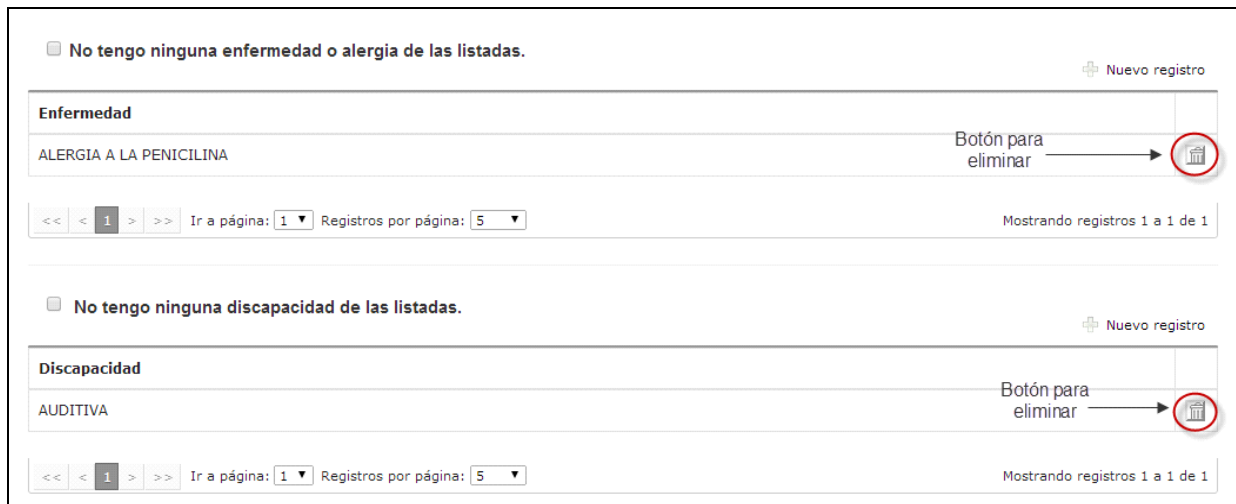 No tengo ninguna enfermedad o alergia de las listadas.
Nuevo registro
Enfermedad
ALERGIA A LA PENICILINA
Botón para
eliminar
<< < 1 > >> Ir a página: 1 Registros por página: 5 Mostrando registros 1 a 1 de 1
No tengo ninguna discapacidad de las listadas.
Nuevo registro
Discapacidad
AUDITIVA
Botón para
eliminar
<< < 1 > >> Ir a página: 1 Registros por página: 5 Mostrando registros 1 a 1 de 1